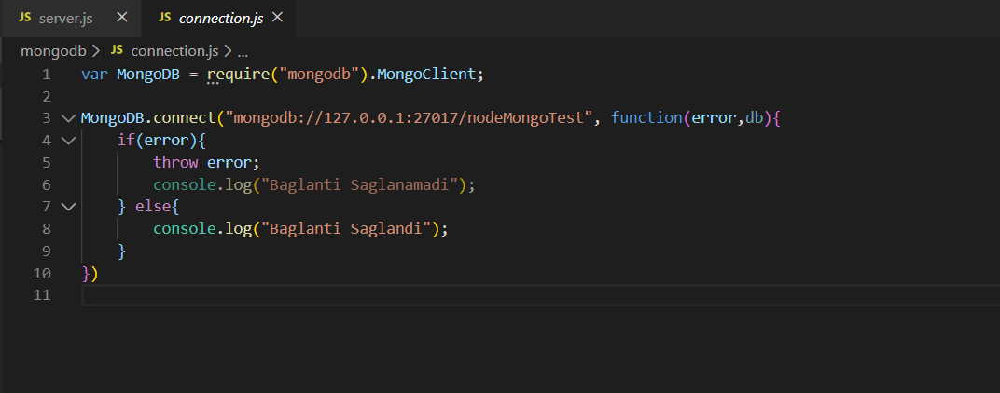 JS server.js × JS connection.js ×
mongodb > JS connection.js > ...
1 var MongoDB = require("mongodb").MongoClient;
2
3 MongoDB.connect("mongodb://127.0.0.1:27017/nodeMongoTest", function(error,db){
4 if(error){
5 throw error;
6 console.log("Baglanti Saglanamadi");
7 } else{
8 console.log("Baglanti Saglandi");
9 }
10 })
11